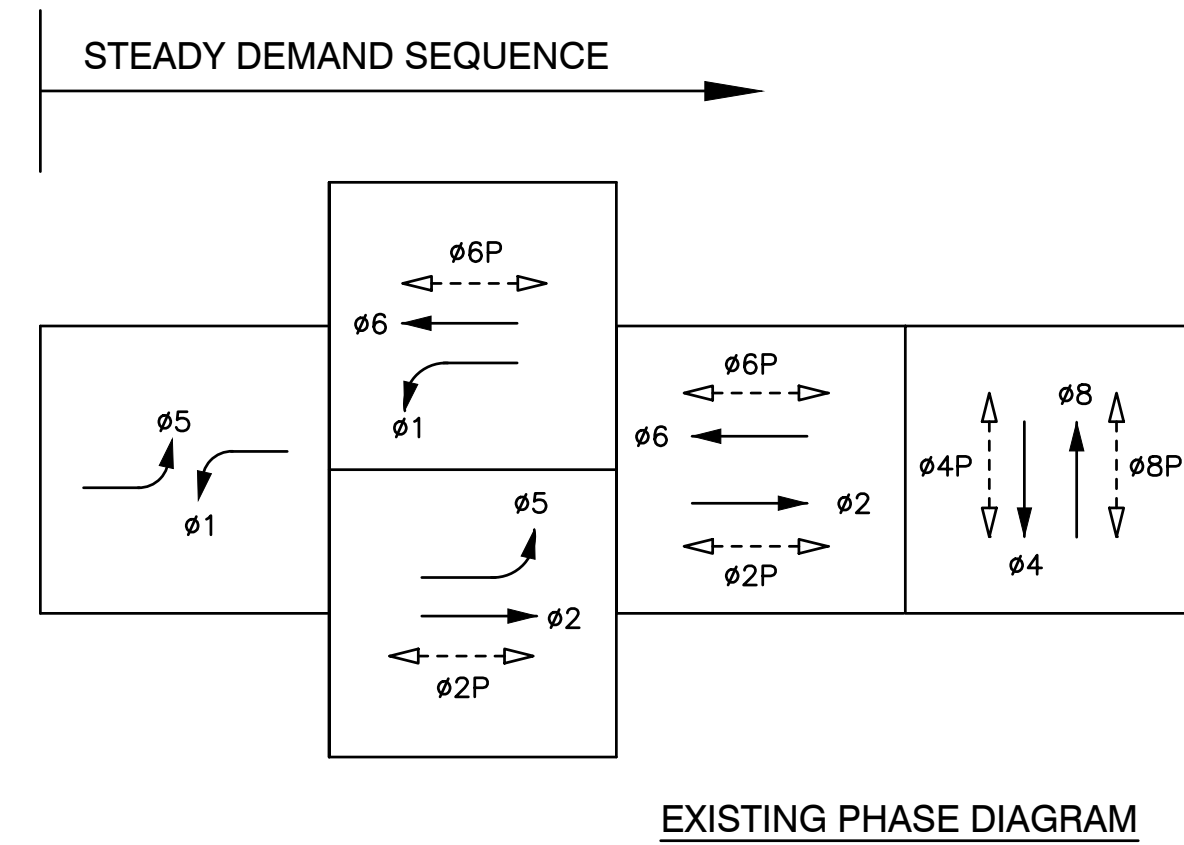 STEADY DEMAND SEQUENCE
ø5
ø1
ø6P
ø6
ø1
ø5
ø2
ø2P
ø6P
ø6
ø2
ø2P
ø8
ø4P
ø8P
ø4
EXISTING PHASE DIAGRAM